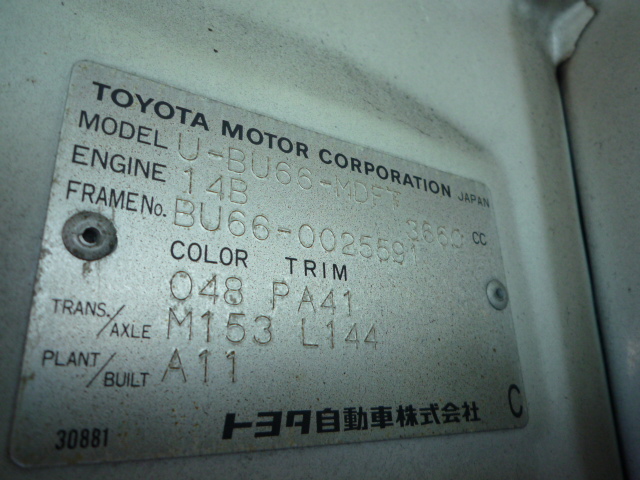 TOYOTA MOTOR CORPORATION JAPAN
MODEL U-BU66-MDFT
ENGINE 14B 3660 CC
FRAME No. BU66-0025591
COLOR TRIM
048 PA41
TRANS./AXLE M153 L144
PLANT/BUILT A11
30881 トヨタ自動車株式会社 C